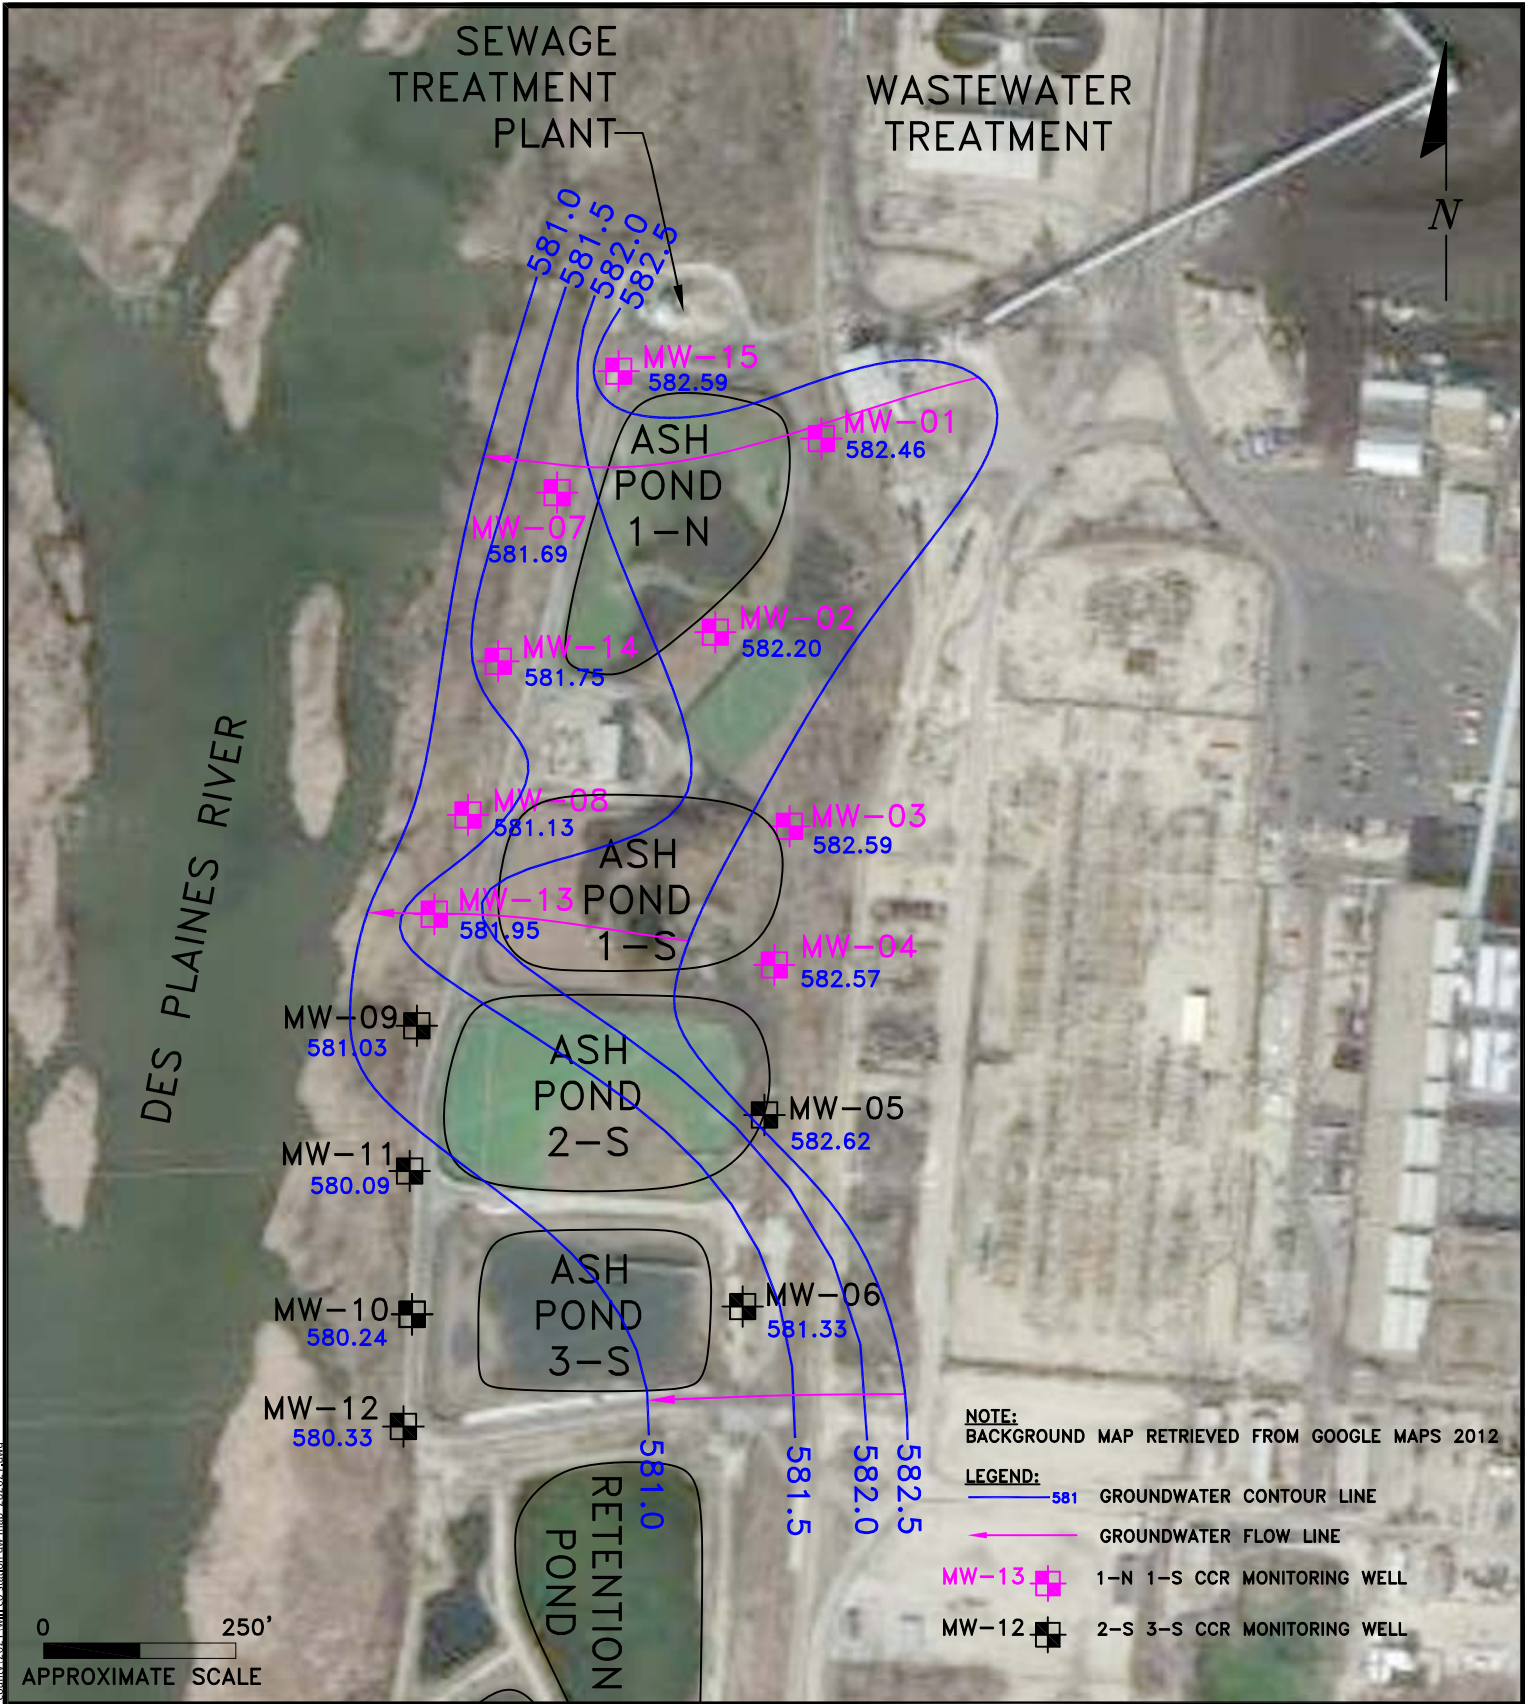 SEWAGE
TREATMENT
PLANT
WASTEWATER
TREATMENT
N
581.0
581.5
582.0
582.5
MW-15
582.59
MW-01
582.46
ASH
POND
1-N
MW-07
581.69
MW-02
582.20
MW-14
581.75
DES PLAINES RIVER
MW-08
581.13
MW-03
582.59
ASH
POND
1-S
MW-13
581.95
MW-04
582.57
MW-09
581.03
ASH
POND
2-S
MW-05
582.62
MW-11
580.09
ASH
POND
3-S
MW-06
581.33
MW-10
580.24
MW-12
580.33
581.0
581.5
582.0
582.5
RETENTION
POND
NOTE:
BACKGROUND MAP RETRIEVED FROM GOOGLE MAPS 2012
LEGEND:
581 GROUNDWATER CONTOUR LINE
GROUNDWATER FLOW LINE
MW-13 1-N 1-S CCR MONITORING WELL
MW-12 2-S 3-S CCR MONITORING WELL
0 250'
APPROXIMATE SCALE